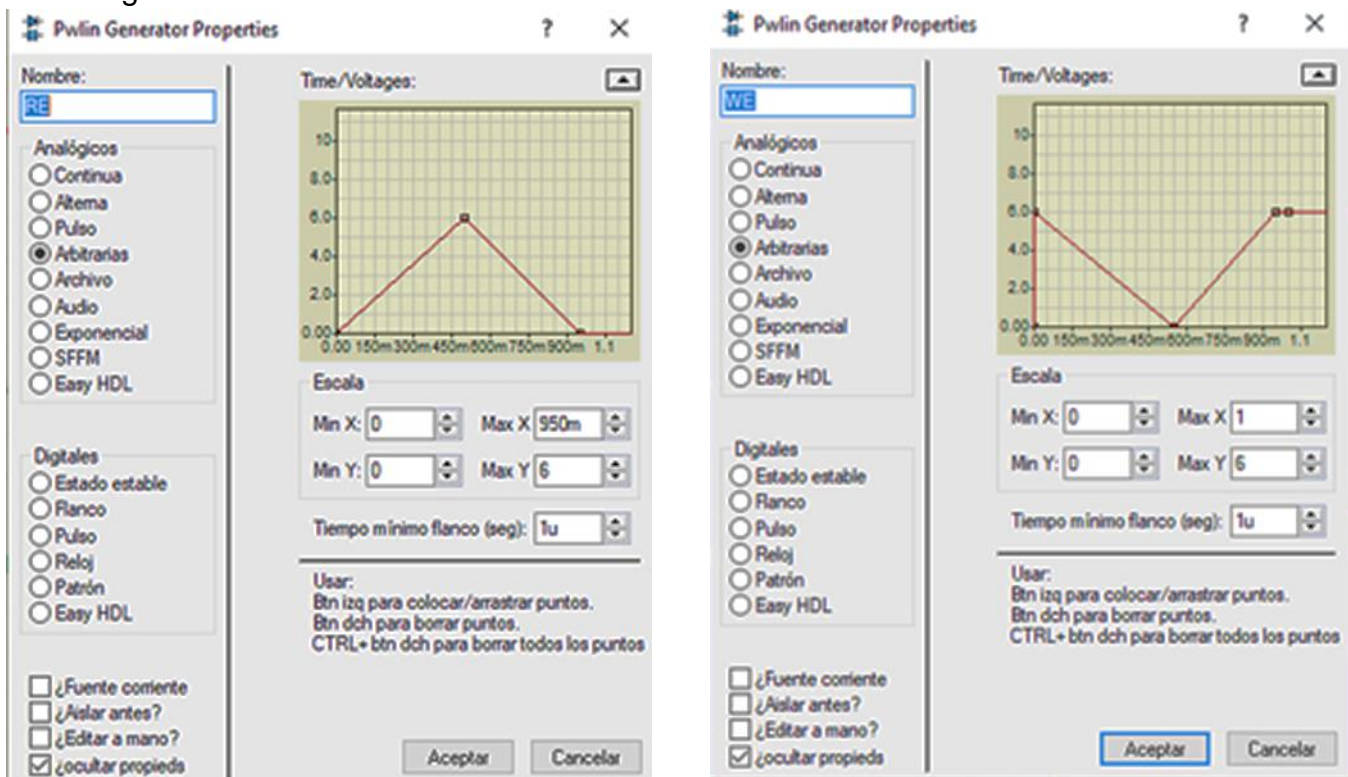 Pwlin Generator Properties ? X
Nombre:
RE
Analógicos
Continua
Alterna
Pulso
Arbitrarias
Archivo
Audio
Exponencial
SFFM
Easy HDL
Digitales
Estado estable
Flanco
Pulso
Reloj
Patrón
Easy HDL
¿Fuente corriente
¿Aislar antes?
¿Editar a mano?
¿ocultar propieds
Time/Voltages:
10
8.0
6.0
4.0
2.0
0.00
0.00 150m 300m 450m 600m 750m 900m 1.1
Escala
Min X: 0 Max X 950m
Min Y: 0 Max Y 6
Tiempo mínimo flanco (seg): 1u
Usar:
Btn izq para colocar/arrastrar puntos.
Btn dch para borrar puntos.
CTRL+ btn dch para borrar todos los puntos
Aceptar Cancelar
Pwlin Generator Properties ? X
Nombre:
WE
Analógicos
Continua
Alterna
Pulso
Arbitrarias
Archivo
Audio
Exponencial
SFFM
Easy HDL
Digitales
Estado estable
Flanco
Pulso
Reloj
Patrón
Easy HDL
¿Fuente corriente
¿Aislar antes?
¿Editar a mano?
¿ocultar propieds
Time/Voltages:
10
8.0
6.0
4.0
2.0
0.00
0.00 150m 300m 450m 600m 750m 900m 1.1
Escala
Min X: 0 Max X 1
Min Y: 0 Max Y 6
Tiempo mínimo flanco (seg): 1u
Usar:
Btn izq para colocar/arrastrar puntos.
Btn dch para borrar puntos.
CTRL+ btn dch para borrar todos los puntos
Aceptar Cancelar